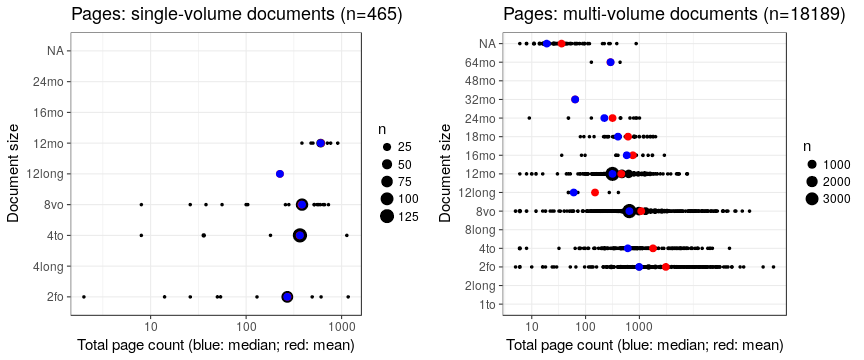 Pages: single-volume documents (n=465)
Document size
NA
24mo
16mo
12mo
12long
8vo
4to
4long
2fo
10
100
1000
Total page count (blue: median; red: mean)
n
25
50
75
100
125
Pages: multi-volume documents (n=18189)
Document size
NA
64mo
48mo
32mo
24mo
18mo
16mo
12mo
12long
8vo
8long
4to
2fo
2long
1to
10
100
1000
Total page count (blue: median; red: mean)
n
1000
2000
3000